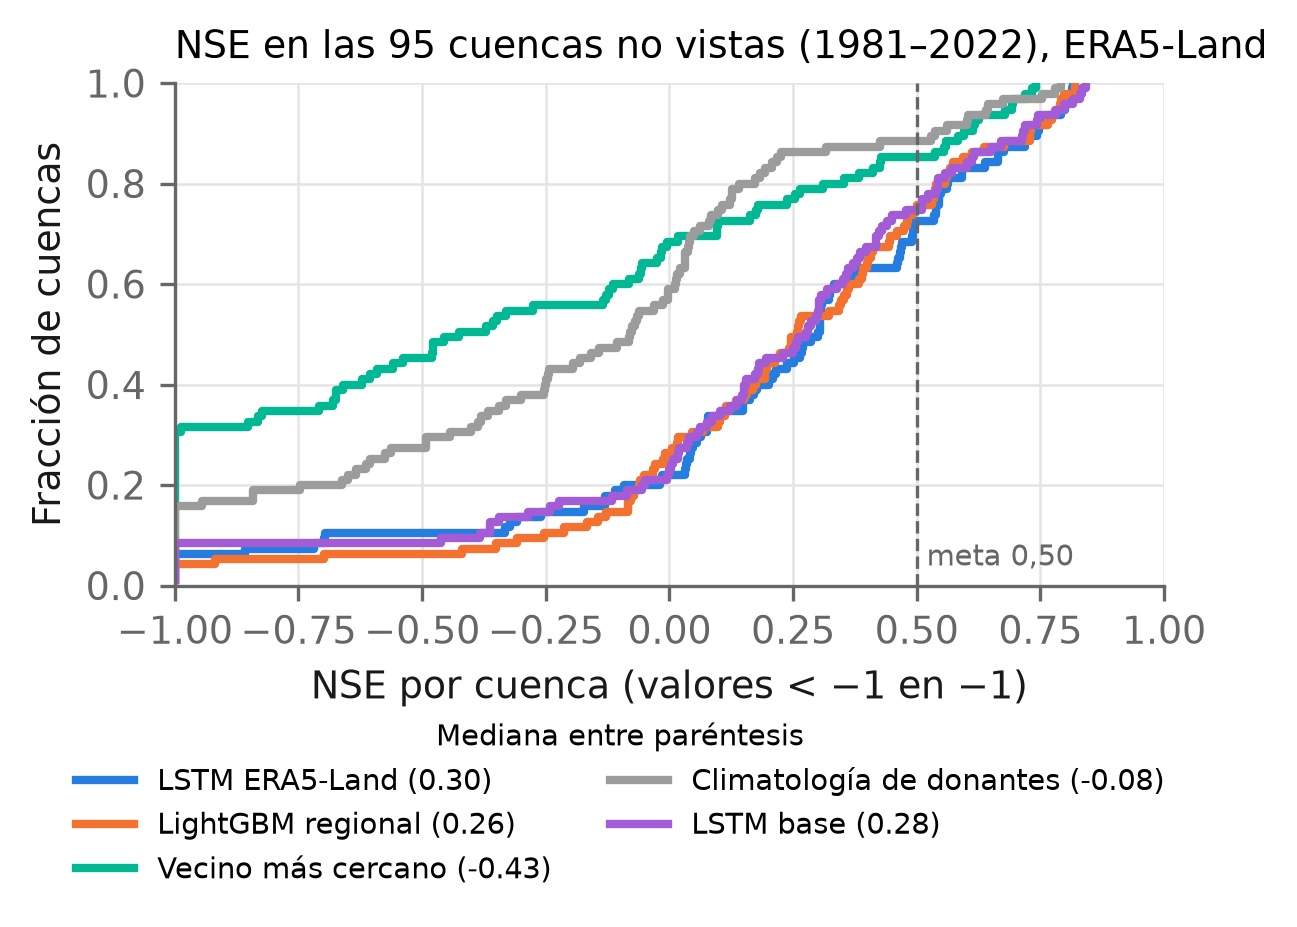 NSE en las 95 cuencas no vistas (1981–2022), ERA5-Land
Fracción de cuencas
1.0
0.8
0.6
0.4
0.2
0.0
meta 0,50
−1.00 −0.75 −0.50 −0.25 0.00 0.25 0.50 0.75 1.00
NSE por cuenca (valores < −1 en −1)
Mediana entre paréntesis
LSTM ERA5-Land (0.30)
LightGBM regional (0.26)
Vecino más cercano (-0.43)
Climatología de donantes (-0.08)
LSTM base (0.28)